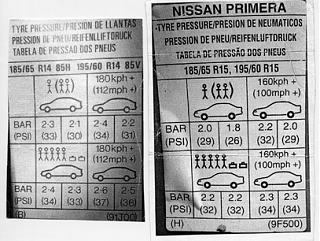 TYRE PRESSURE/PRESION DE LLANTAS
PRESSION DE PNEU/REIFENLUFTDRUCK
TABELA DE PRESSÃO DOS PNEUS
185/65 R14 85H 195/60 R14 85V
180kph+
(112mph+)
BAR 2·3 2·1 2·4 2·2
(PSI) (33) (30) (34) (31)
180kph+
(112mph+)
BAR 2·4 2·3 2·6 2·5
(PSI) (34) (33) (37) (36)
(B) (91J00)
NISSAN PRIMERA
TYRE PRESSURE/PRESION DE NEUMATICOS
PRESSION DE PNEU/REIFENLUFTDRUCK
TABELA DE PRESSÃO DOS PNEUS
185/65 R15, 195/60 R15
160kph+
(100mph+)
BAR 2.0 1.8 2.2 2.0
(PSI) (29) (26) (32) (29)
160kph+
(100mph+)
BAR 2.2 2.2 2.3 2.3
(PSI) (32) (32) (34) (34)
(H) (9F500)